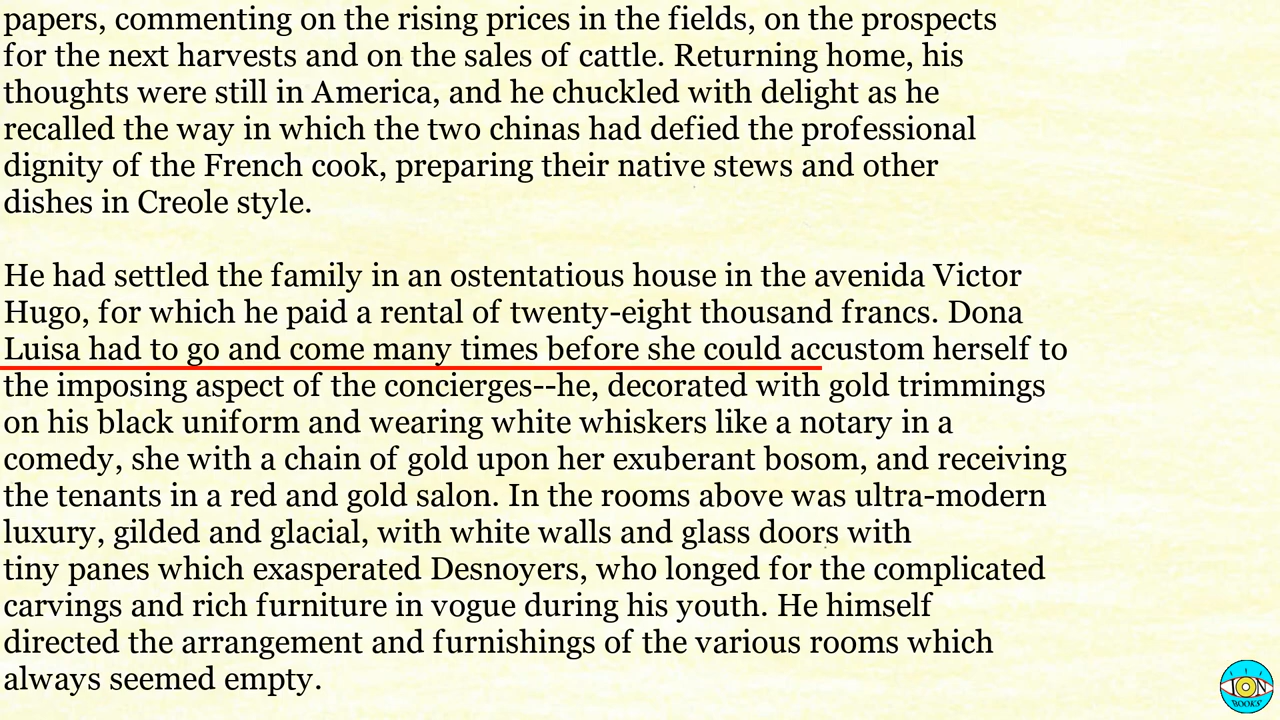 papers, commenting on the rising prices in the fields, on the prospects
for the next harvests and on the sales of cattle. Returning home, his
thoughts were still in America, and he chuckled with delight as he
recalled the way in which the two chinas had defied the professional
dignity of the French cook, preparing their native stews and other
dishes in Creole style.
He had settled the family in an ostentatious house in the avenida Victor
Hugo, for which he paid a rental of twenty-eight thousand francs. Dona
Luisa had to go and come many times before she could accustom herself to
the imposing aspect of the concierges--he, decorated with gold trimmings
on his black uniform and wearing white whiskers like a notary in a
comedy, she with a chain of gold upon her exuberant bosom, and receiving
the tenants in a red and gold salon. In the rooms above was ultra-modern
luxury, gilded and glacial, with white walls and glass doors with
tiny panes which exasperated Desnoyers, who longed for the complicated
carvings and rich furniture in vogue during his youth. He himself
directed the arrangement and furnishings of the various rooms which
always seemed empty.
ION
BOOKS